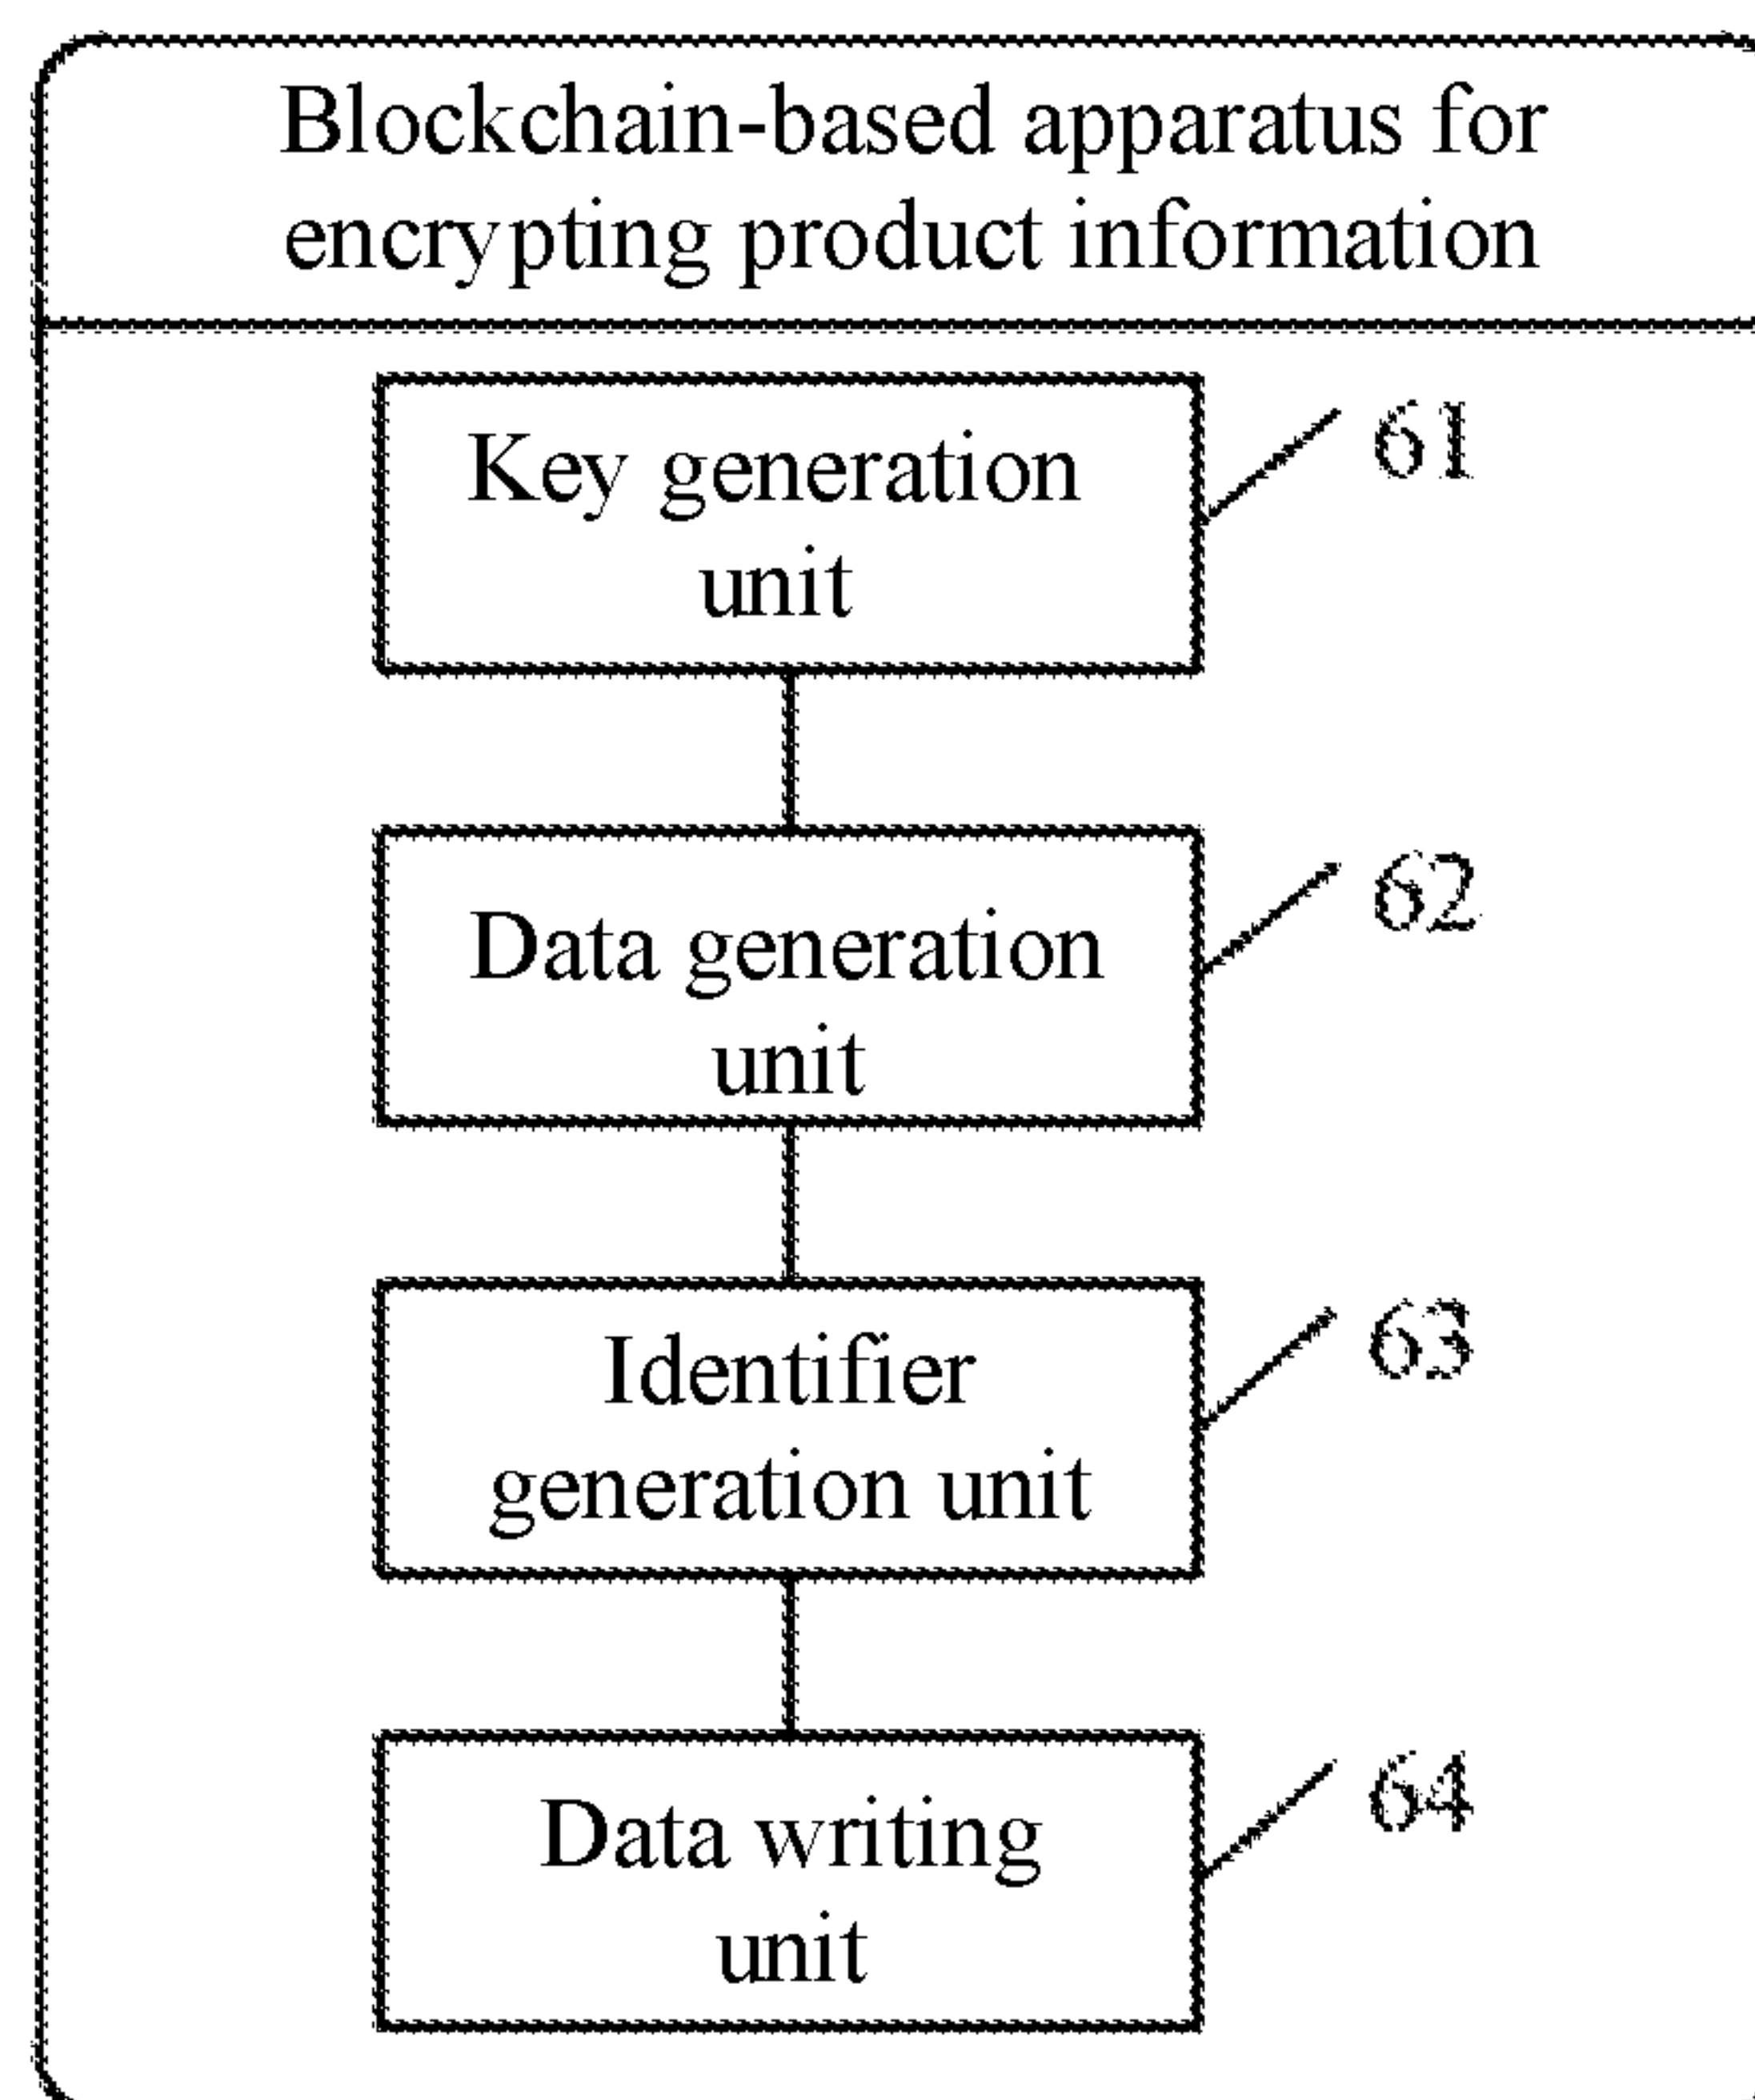 Blockchain-based apparatus for
encrypting product information
Key generation
unit
61
Data generation
unit
62
Identifier
generation unit
63
Data writing
unit
64